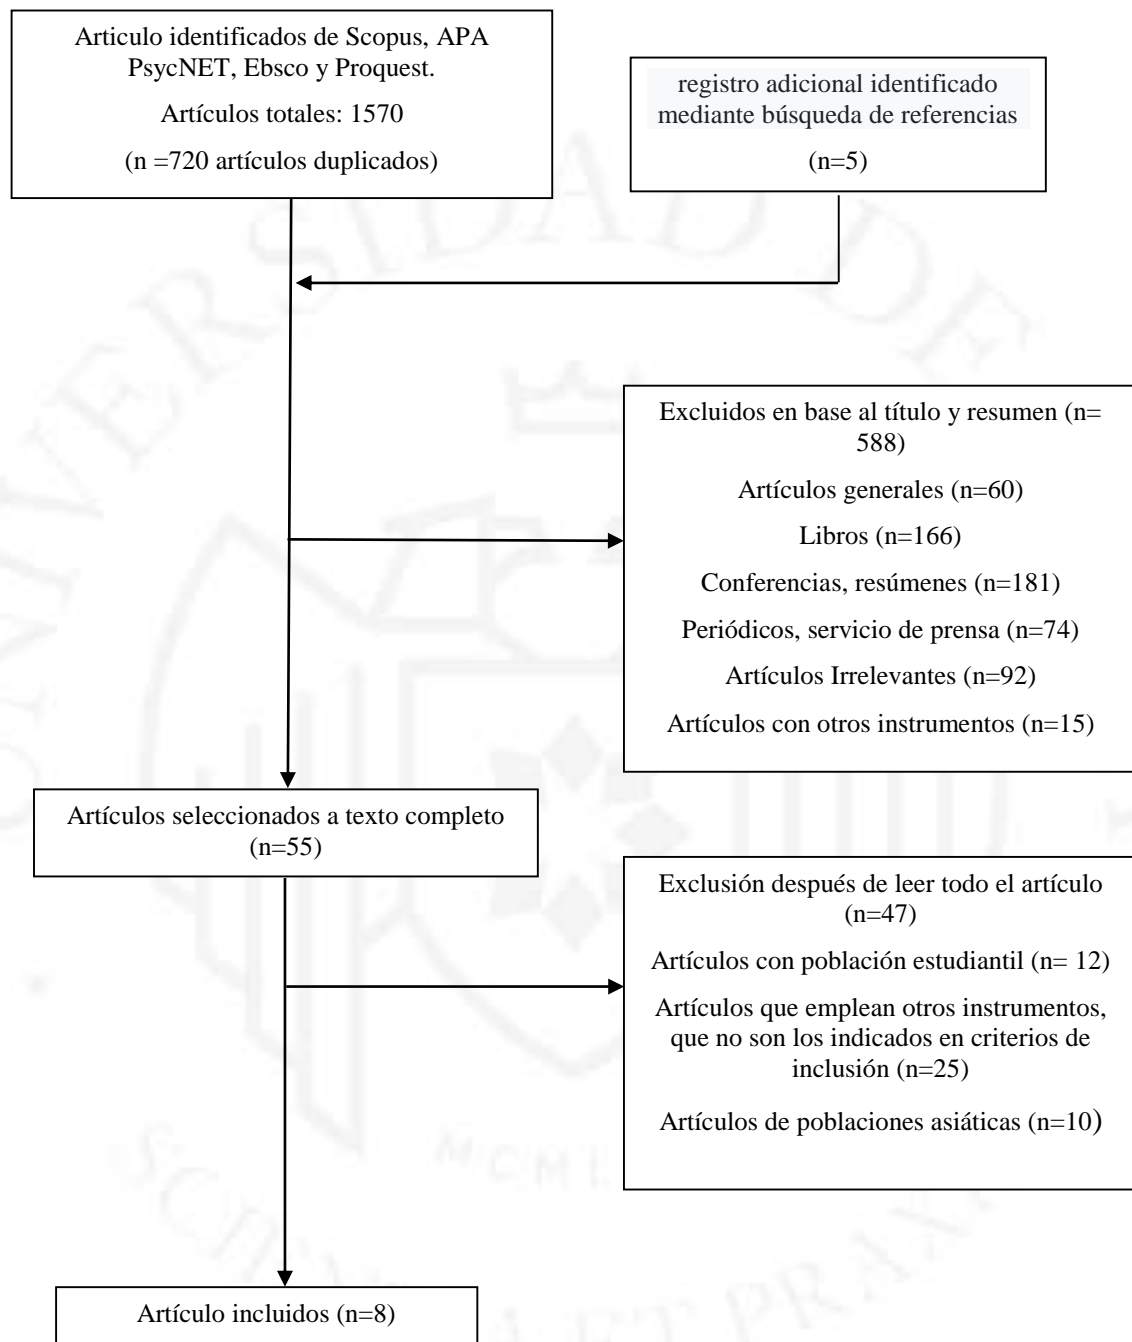 Articulo identificados de Scopus, APA
PsycNET, Ebsco y Proquest.
Artículos totales: 1570
(n =720 artículos duplicados)
registro adicional identificado
mediante búsqueda de referencias
(n=5)
Excluidos en base al título y resumen (n=
588)
Artículos generales (n=60)
Libros (n=166)
Conferencias, resúmenes (n=181)
Periódicos, servicio de prensa (n=74)
Artículos Irrelevantes (n=92)
Artículos con otros instrumentos (n=15)
Artículos seleccionados a texto completo
(n=55)
Exclusión después de leer todo el artículo
(n=47)
Artículos con población estudiantil (n= 12)
Artículos que emplean otros instrumentos,
que no son los indicados en criterios de
inclusión (n=25)
Artículos de poblaciones asiáticas (n=10)
Artículo incluidos (n=8)
UNIVERSIDAD DE